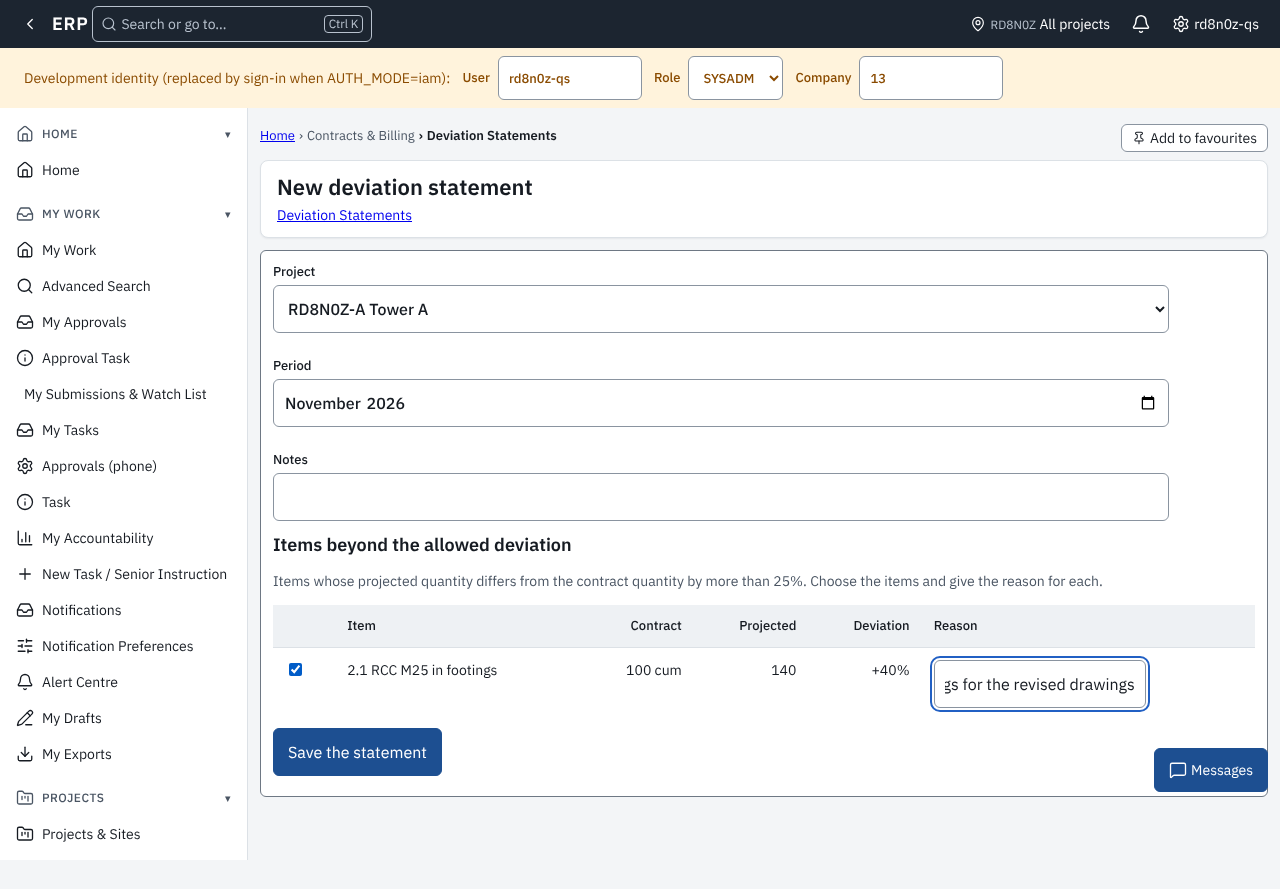 ERP Search or go to... Ctrl K RD8N0Z All projects rd8n0z-qs
Development identity (replaced by sign-in when AUTH_MODE=iam): User rd8n0z-qs Role SYSADM Company 13
HOME
Home
MY WORK
My Work
Advanced Search
My Approvals
Approval Task
My Submissions & Watch List
My Tasks
Approvals (phone)
Task
My Accountability
New Task / Senior Instruction
Notifications
Notification Preferences
Alert Centre
My Drafts
My Exports
PROJECTS
Projects & Sites
Home › Contracts & Billing › Deviation Statements
Add to favourites
New deviation statement
Deviation Statements
Project
RD8N0Z-A Tower A
Period
November 2026
Notes
Items beyond the allowed deviation
Items whose projected quantity differs from the contract quantity by more than 25%. Choose the items and give the reason for each.
Item Contract Projected Deviation Reason
2.1 RCC M25 in footings 100 cum 140 +40% gs for the revised drawings
Save the statement
Messages